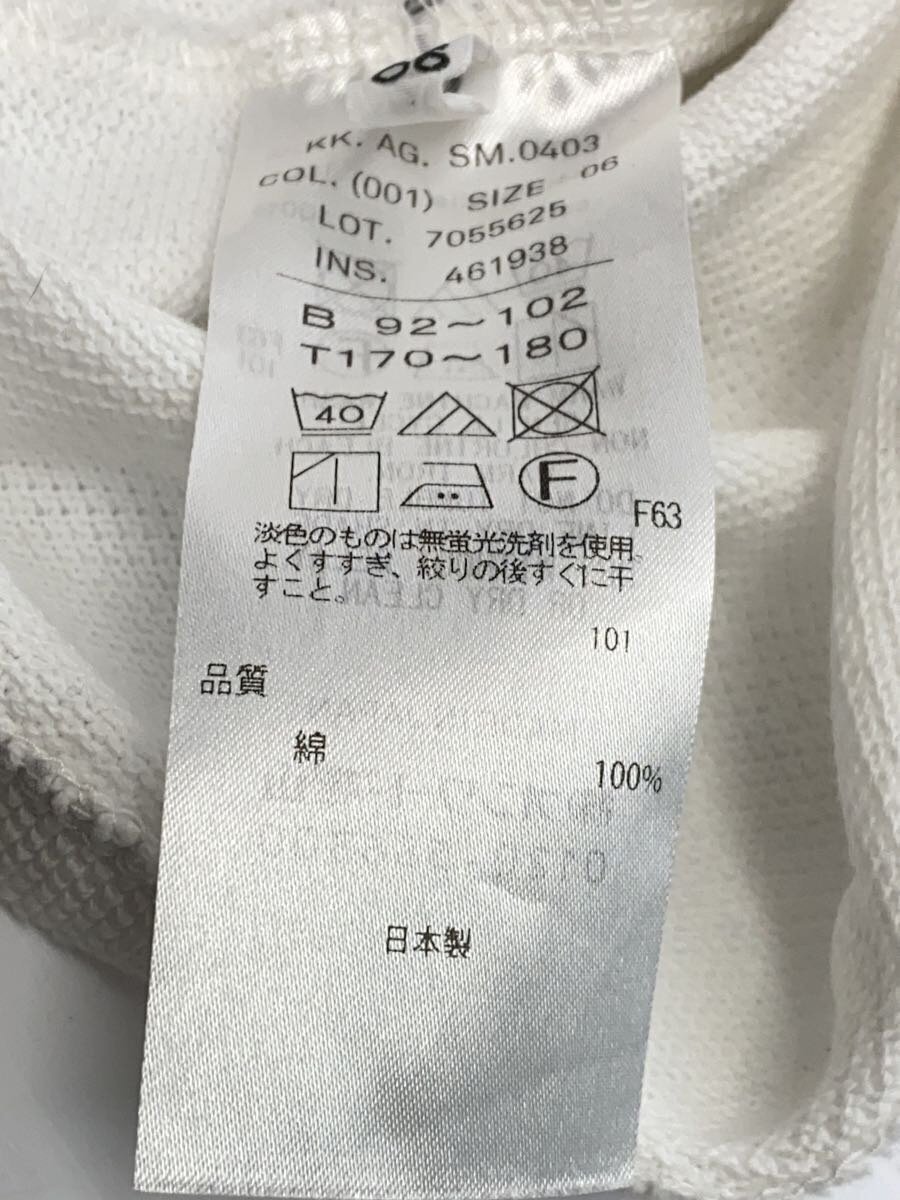 06
KK. AG. SM.0403
COL. (001) SIZE 06
LOT. 7055625
INS. 461938
B 92～102
T170～180
40
F
F63
淡色のものは無蛍光洗剤を使用
よくすすぎ、絞りの後すぐに干
すこと。
101
品質
綿 100%
日本製